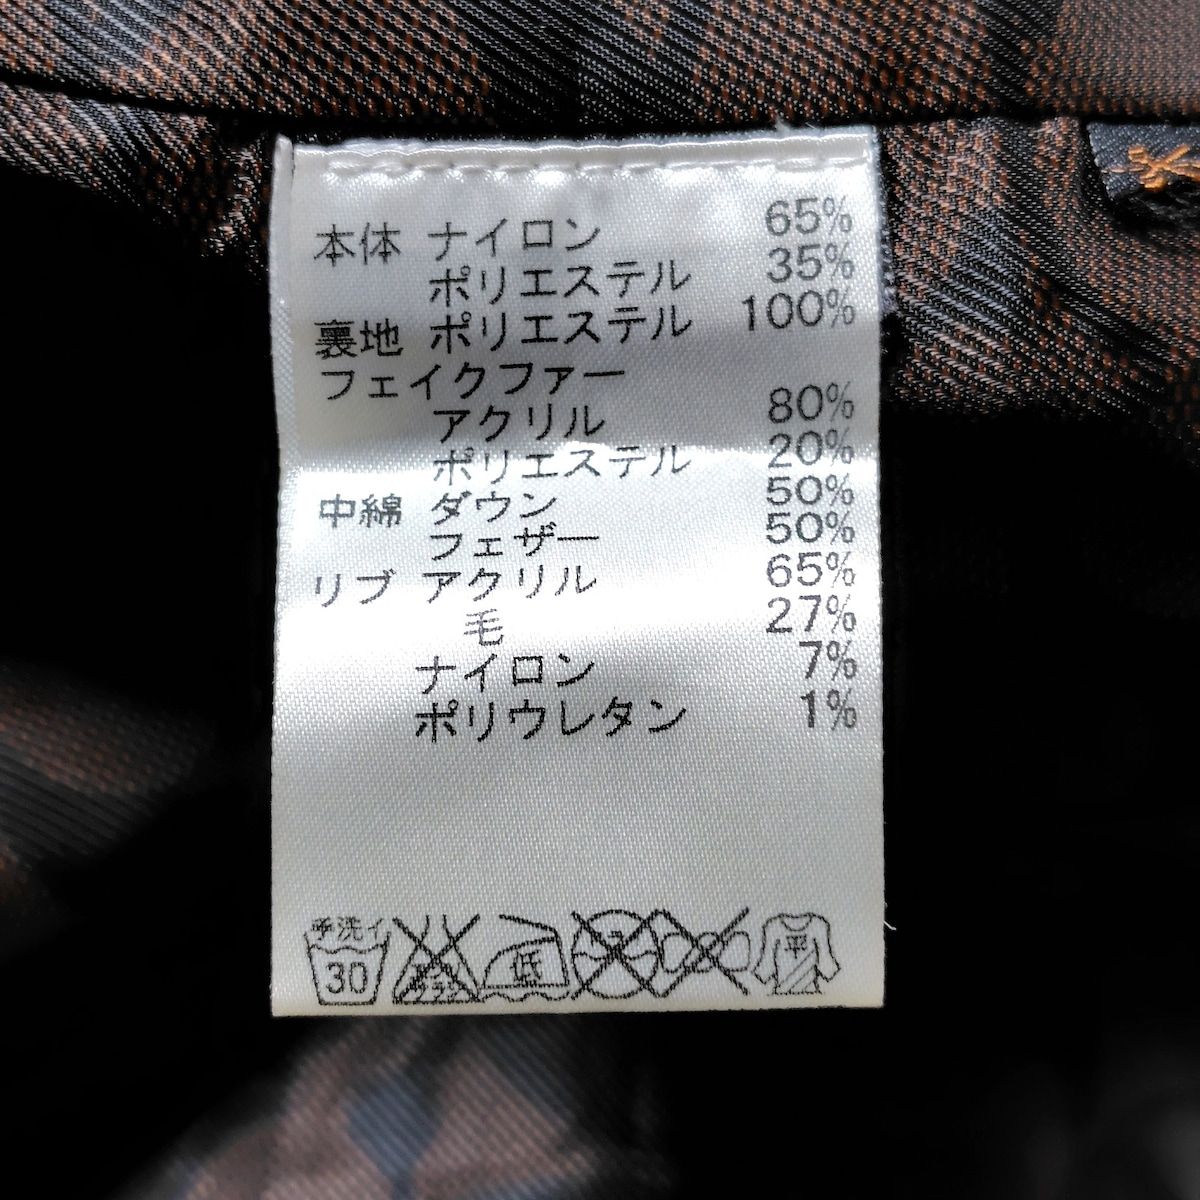 本体 ナイロン 65%
ポリエステル 35%
裏地 ポリエステル 100%
フェイクファー
アクリル 80%
ポリエステル 20%
中綿 ダウン 50%
フェザー 50%
リブ アクリル 65%
毛 27%
ナイロン 7%
ポリウレタン 1%
手洗イ
30 低 平